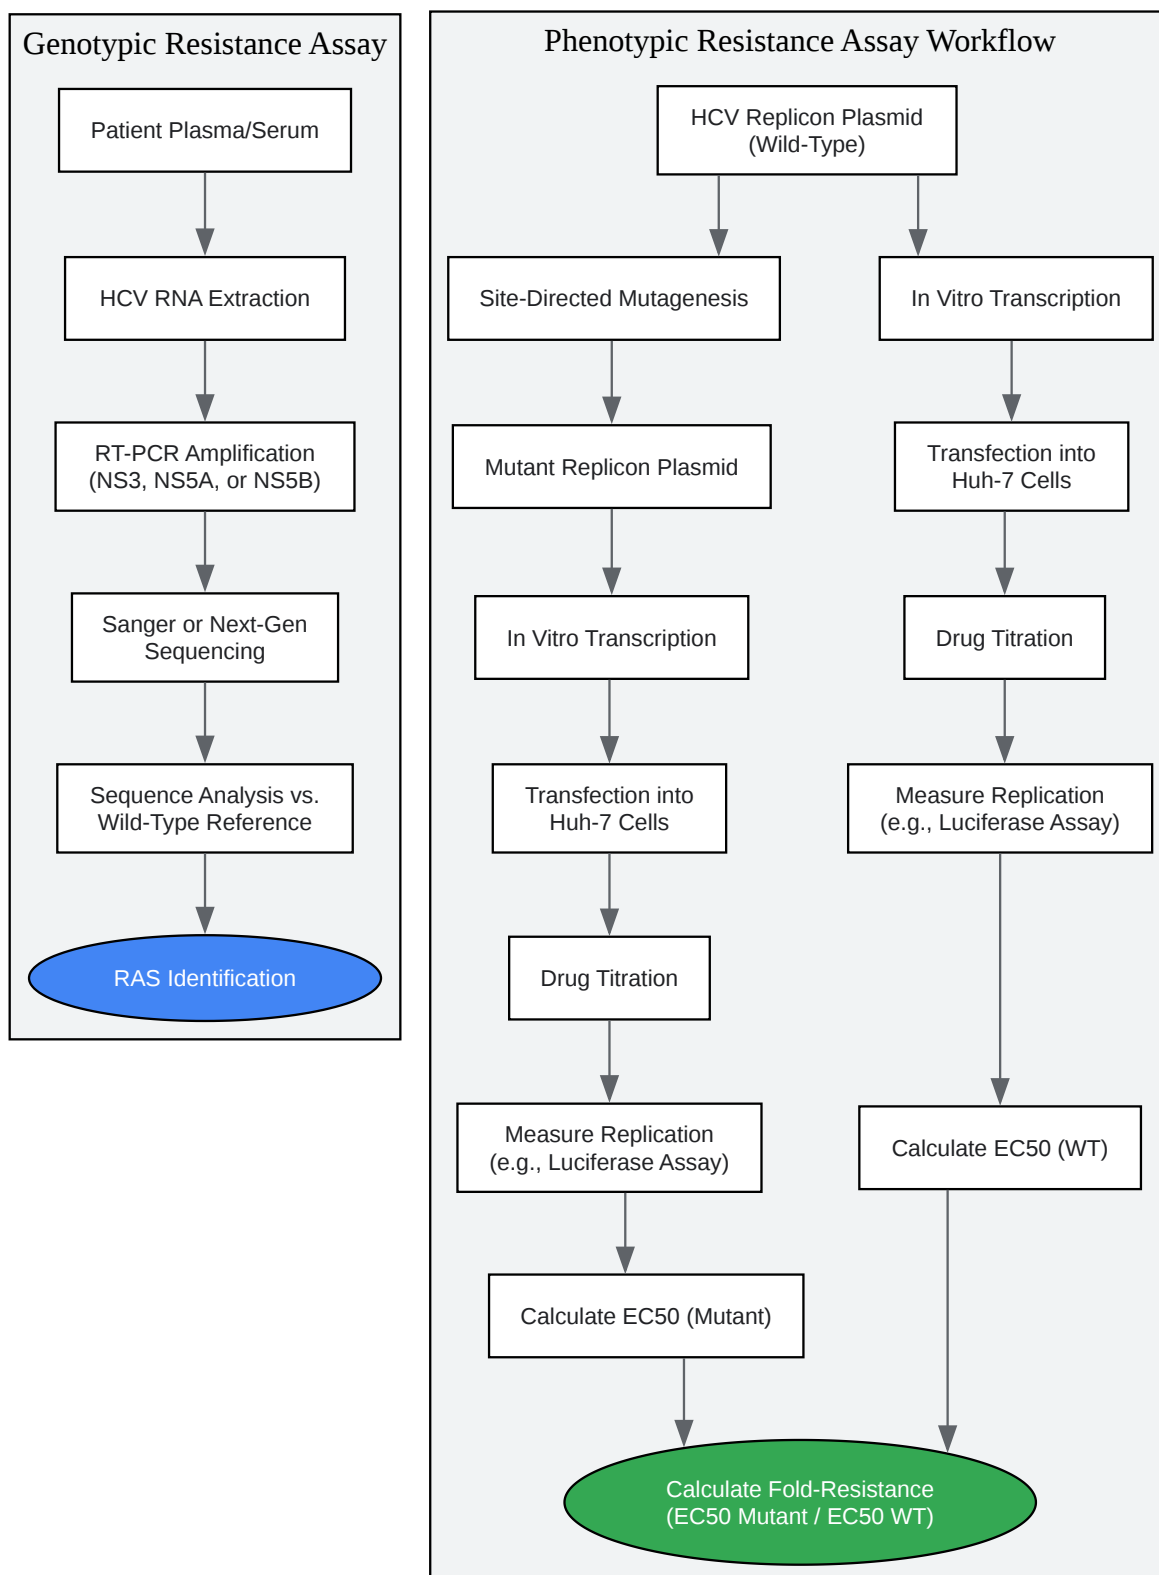 Genotypic Resistance Assay
Patient Plasma/Serum
HCV RNA Extraction
RT-PCR Amplification
(NS3, NS5A, or NS5B)
Sanger or Next-Gen
Sequencing
Sequence Analysis vs.
Wild-Type Reference
RAS Identification
Phenotypic Resistance Assay Workflow
HCV Replicon Plasmid
(Wild-Type)
Site-Directed Mutagenesis
Mutant Replicon Plasmid
In Vitro Transcription
Transfection into
Huh-7 Cells
Drug Titration
Measure Replication
(e.g., Luciferase Assay)
Calculate EC50 (Mutant)
In Vitro Transcription
Transfection into
Huh-7 Cells
Drug Titration
Measure Replication
(e.g., Luciferase Assay)
Calculate EC50 (WT)
Calculate Fold-Resistance
(EC50 Mutant / EC50 WT)